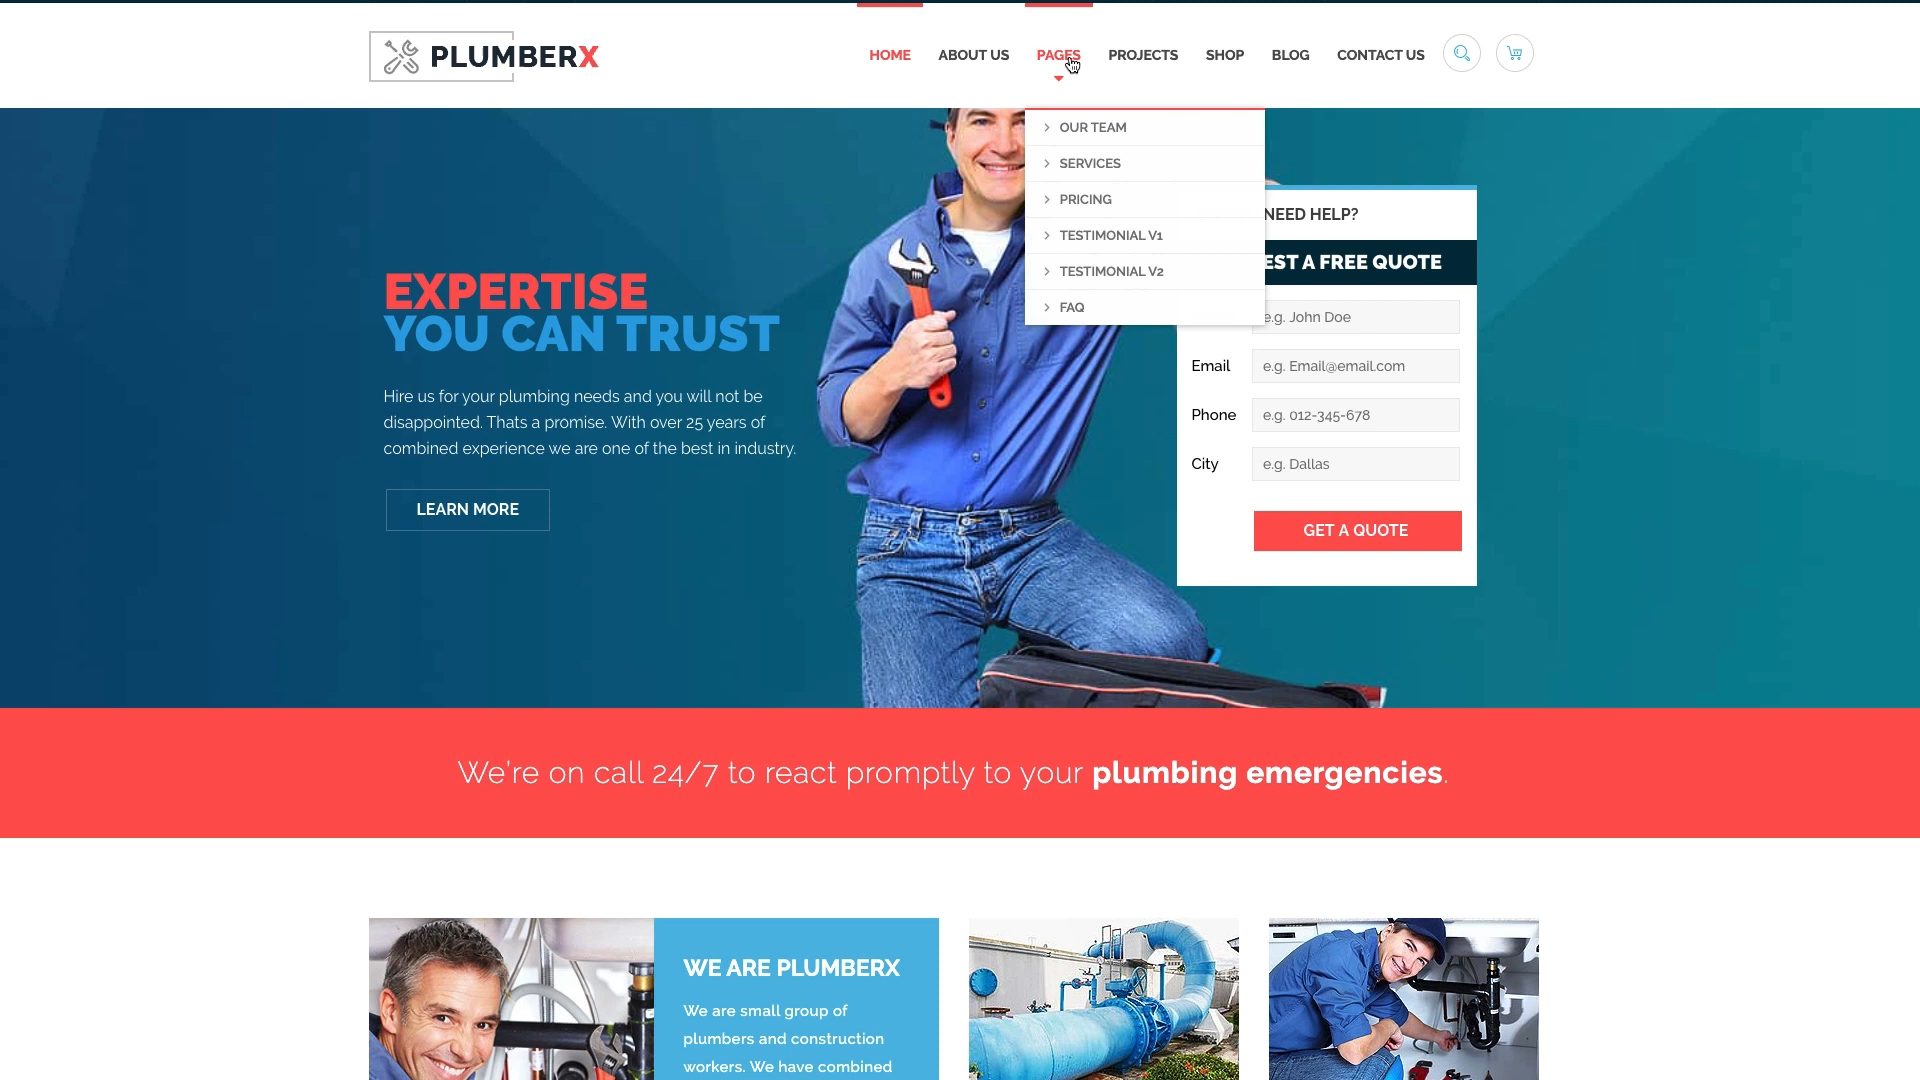 PLUMBERX
HOME
ABOUT US
PAGES
PROJECTS
SHOP
BLOG
CONTACT US
OUR TEAM
SERVICES
PRICING
TESTIMONIAL V1
TESTIMONIAL V2
FAQ
EXPERTISE
YOU CAN TRUST
Hire us for your plumbing needs and you will not be
disappointed. Thats a promise. With over 25 years of
combined experience we are one of the best in industry.
LEARN MORE
NEED HELP?
EST A FREE QUOTE
e.g. John Doe
Email e.g. Email@email.com
Phone e.g. 012-345-678
City e.g. Dallas
GET A QUOTE
We're on call 24/7 to react promptly to your plumbing emergencies.
WE ARE PLUMBERX
We are small group of
plumbers and construction
workers. We have combined